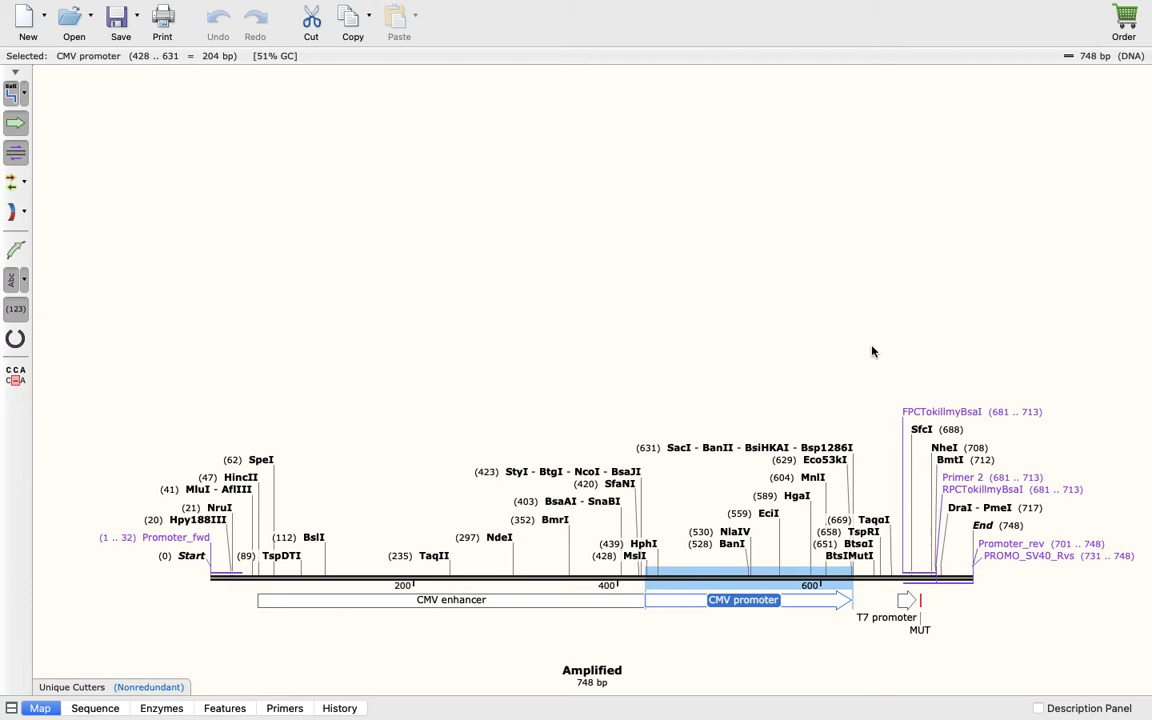 New Open Save Print Undo Redo Cut Copy Paste Order
Selected: CMV promoter (428 .. 631 = 204 bp) [51% GC] 748 bp (DNA)
FPCTokillmyBsaI (681 .. 713)
SfcI (688)
(631) SacI - BanII - BsiHKAI - Bsp1286I NheI (708)
(62) SpeI (629) Eco53kI BmtI (712)
(423) StyI - BtgI - NcoI - BsaJI
(47) HincII (604) MnlI Primer 2 (681 .. 713)
(420) SfaNI
(41) MluI - AflIII RPCTokillmyBsaI (681 .. 713)
(589) HgaI
(403) BsaAI - SnaBI
(21) NruI DraI - PmeI (717)
(559) EciI
(20) Hpy188III (352) BmrI (669) TaqαI
End (748)
(530) NlaIV (658) TspRI
(1 .. 32) Promoter_fwd (112) BslI (297) NdeI (439) HphI (528) BanI (651) BtsαI Promoter_rev (701 .. 748)
(0) Start (89) TspDTI (235) TaqII (428) MslI BtsIMutI PROMO_SV40_Rvs (731 .. 748)
200 400 600
CMV enhancer CMV promoter
T7 promoter
MUT
Amplified
748 bp
Unique Cutters (Nonredundant)
Map Sequence Enzymes Features Primers History Description Panel
SalI
Abc
(123)
CCA
C–A